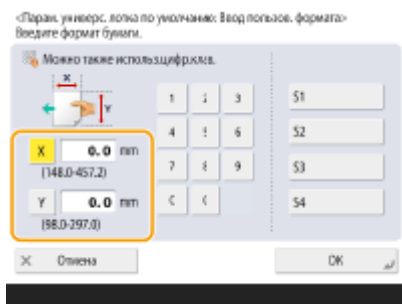 <Парам. универс. лотка по умолчанию: Ввод пользов. формата>
Введите формат бумаги.
Можно также использ.цифр.клав.
X
Y
1 2 3
4 5 6
7 8 9
C
X 0.0 mm
(148.0-457.2)
Y 0.0 mm
(98.0-297.0)
S1
S2
S3
S4
× Отмена
OK